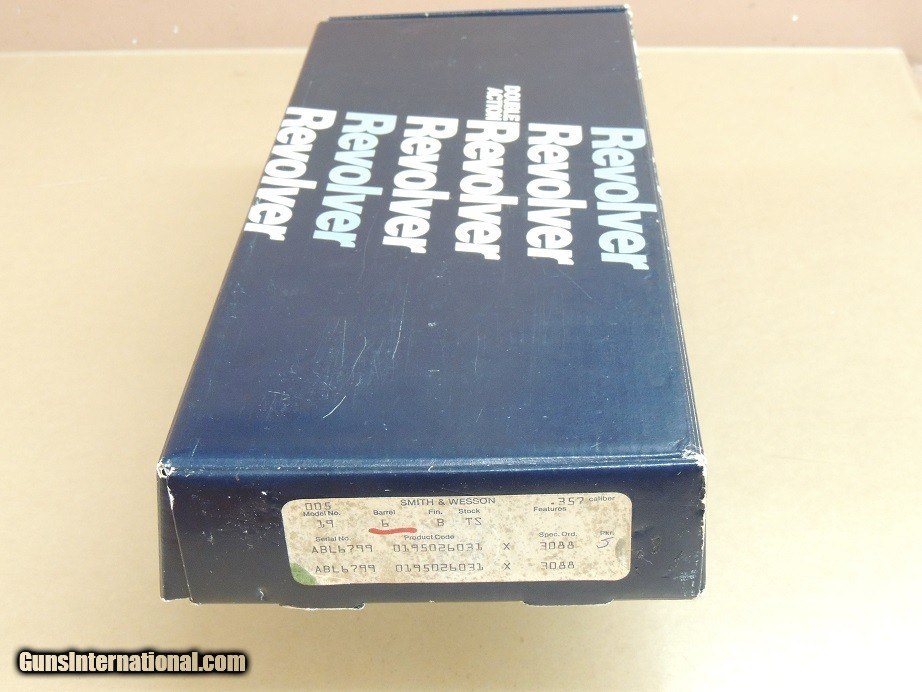 DOUBLE
ACTION
Revolver
Revolver
Revolver
Revolver
Revolver
Revolver
005 SMITH & WESSON .357 caliber
Model No. Barrel Fin. Stock Features
19 6 B TS
Serial No. Product Code Spec. Ord. Pkr.
ABL6799 0195026031 X 3088 5
ABL6799 0195026031 X 3088
GunsInternational.com